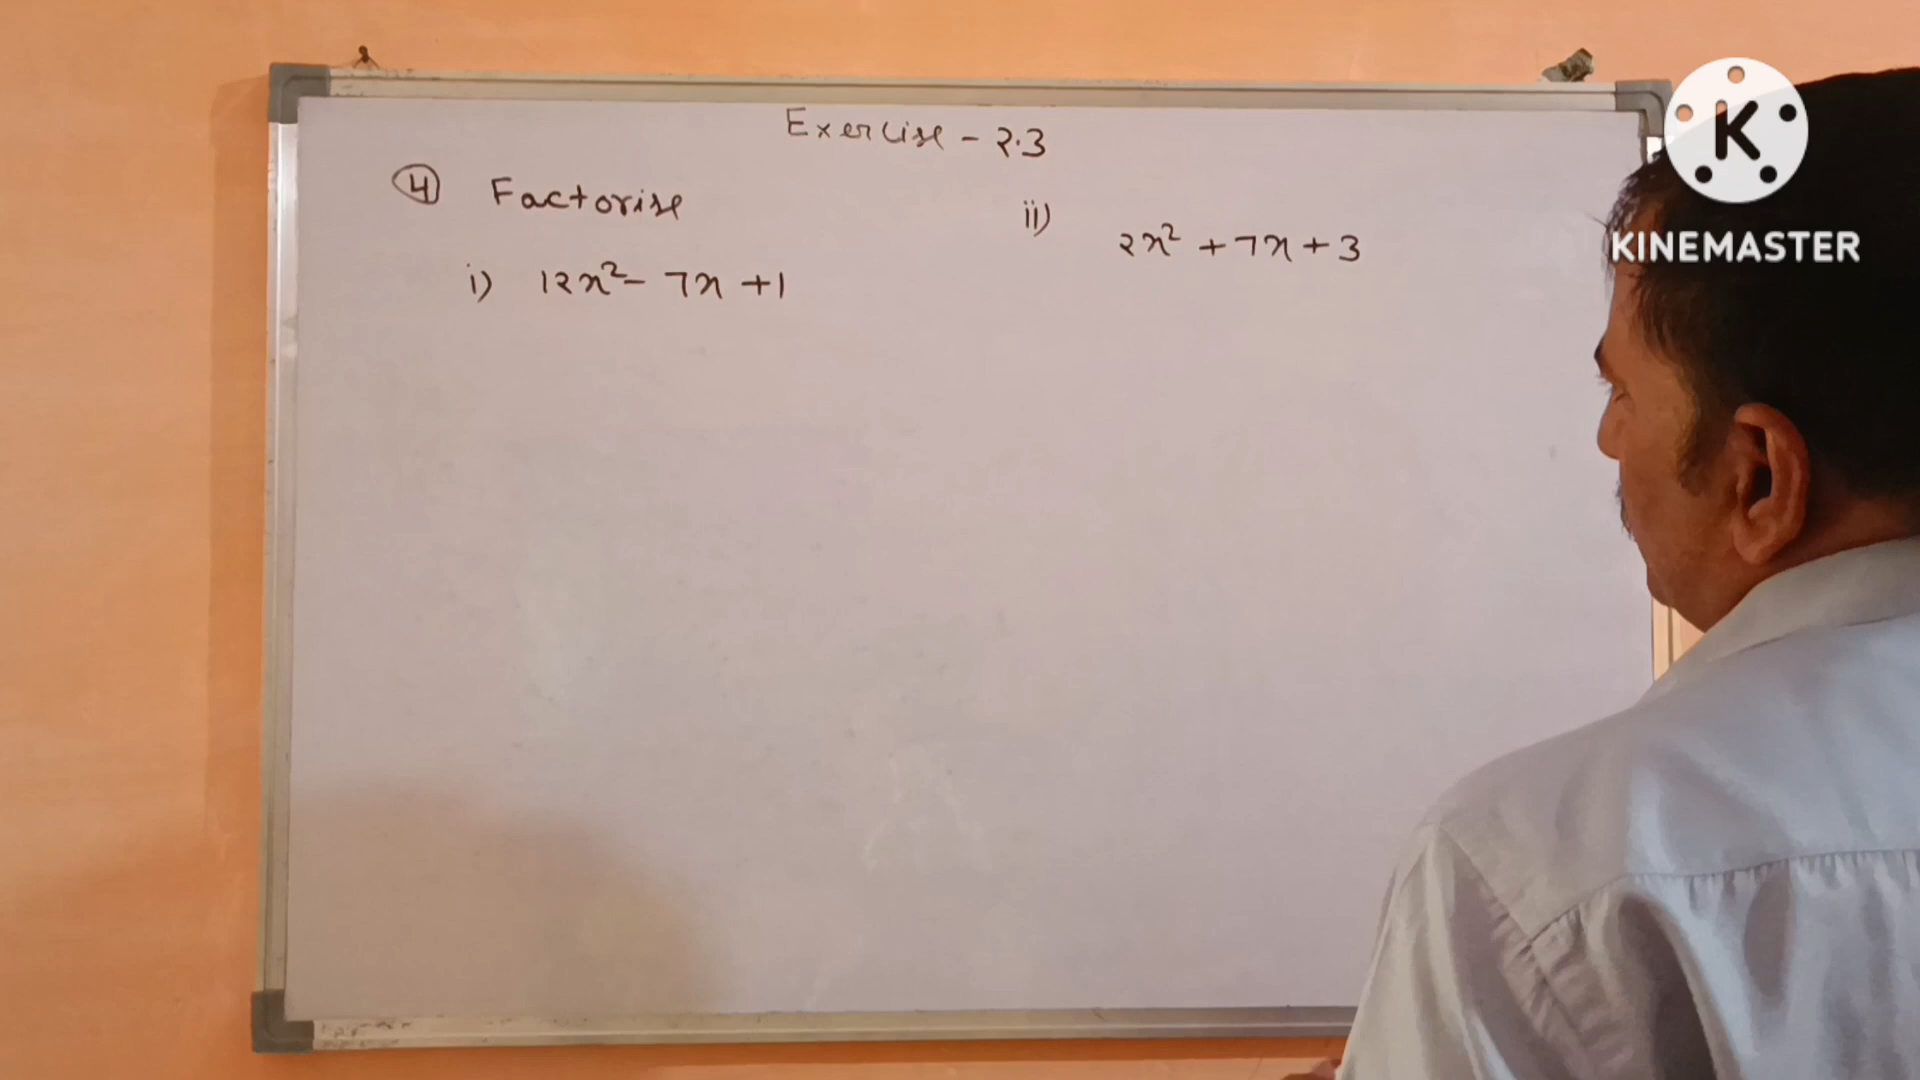 Exercise - 2.3
4 Factorise
i) 12x² - 7x + 1
ii) 2x² + 7x + 3
K
KINEMASTER